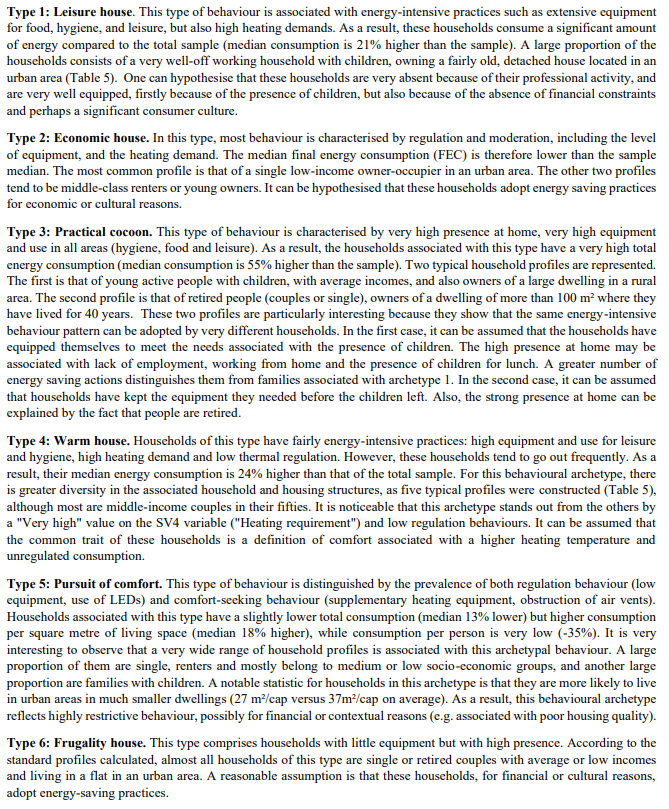 Type 1: Leisure house. This type of behaviour is associated with energy-intensive practices such as extensive equipment
for food, hygiene, and leisure, but also high heating demands. As a result, these households consume a significant amount
of energy compared to the total sample (median consumption is 21% higher than the sample). A large proportion of the
households consists of a very well-off working household with children, owning a fairly old, detached house located in an
urban area (Table 5). One can hypothesise that these households are very absent because of their professional activity, and
are very well equipped, firstly because of the presence of children, but also because of the absence of financial constraints
and perhaps a significant consumer culture.
Type 2: Economic house. In this type, most behaviour is characterised by regulation and moderation, including the level
of equipment, and the heating demand. The median final energy consumption (FEC) is therefore lower than the sample
median. The most common profile is that of a single low-income owner-occupier in an urban area. The other two profiles
tend to be middle-class renters or young owners. It can be hypothesised that these households adopt energy saving practices
for economic or cultural reasons.
Type 3: Practical cocoon. This type of behaviour is characterised by very high presence at home, very high equipment
and use in all areas (hygiene, food and leisure). As a result, the households associated with this type have a very high total
energy consumption (median consumption is 55% higher than the sample). Two typical household profiles are represented.
The first is that of young active people with children, with average incomes, and also owners of a large dwelling in a rural
area. The second profile is that of retired people (couples or single), owners of a dwelling of more than 100 m² where they
have lived for 40 years. These two profiles are particularly interesting because they show that the same energy-intensive
behaviour pattern can be adopted by very different households. In the first case, it can be assumed that the households have
equipped themselves to meet the needs associated with the presence of children. The high presence at home may be
associated with lack of employment, working from home and the presence of children for lunch. A greater number of
energy saving actions distinguishes them from families associated with archetype 1. In the second case, it can be assumed
that households have kept the equipment they needed before the children left. Also, the strong presence at home can be
explained by the fact that people are retired.
Type 4: Warm house. Households of this type have fairly energy-intensive practices: high equipment and use for leisure
and hygiene, high heating demand and low thermal regulation. However, these households tend to go out frequently. As a
result, their median energy consumption is 24% higher than that of the total sample. For this behavioural archetype, there
is greater diversity in the associated household and housing structures, as five typical profiles were constructed (Table 5),
although most are middle-income couples in their fifties. It is noticeable that this archetype stands out from the others by
a "Very high" value on the SV4 variable ("Heating requirement") and low regulation behaviours. It can be assumed that
the common trait of these households is a definition of comfort associated with a higher heating temperature and
unregulated consumption.
Type 5: Pursuit of comfort. This type of behaviour is distinguished by the prevalence of both regulation behaviour (low
equipment, use of LEDs) and comfort-seeking behaviour (supplementary heating equipment, obstruction of air vents).
Households associated with this type have a slightly lower total consumption (median 13% lower) but higher consumption
per square metre of living space (median 18% higher), while consumption per person is very low (-35%). It is very
interesting to observe that a very wide range of household profiles is associated with this archetypal behaviour. A large
proportion of them are single, renters and mostly belong to medium or low socio-economic groups, and another large
proportion are families with children. A notable statistic for households in this archetype is that they are more likely to live
in urban areas in much smaller dwellings (27 m²/cap versus 37m²/cap on average). As a result, this behavioural archetype
reflects highly restrictive behaviour, possibly for financial or contextual reasons (e.g. associated with poor housing quality).
Type 6: Frugality house. This type comprises households with little equipment but with high presence. According to the
standard profiles calculated, almost all households of this type are single or retired couples with average or low incomes
and living in a flat in an urban area. A reasonable assumption is that these households, for financial or cultural reasons,
adopt energy-saving practices.